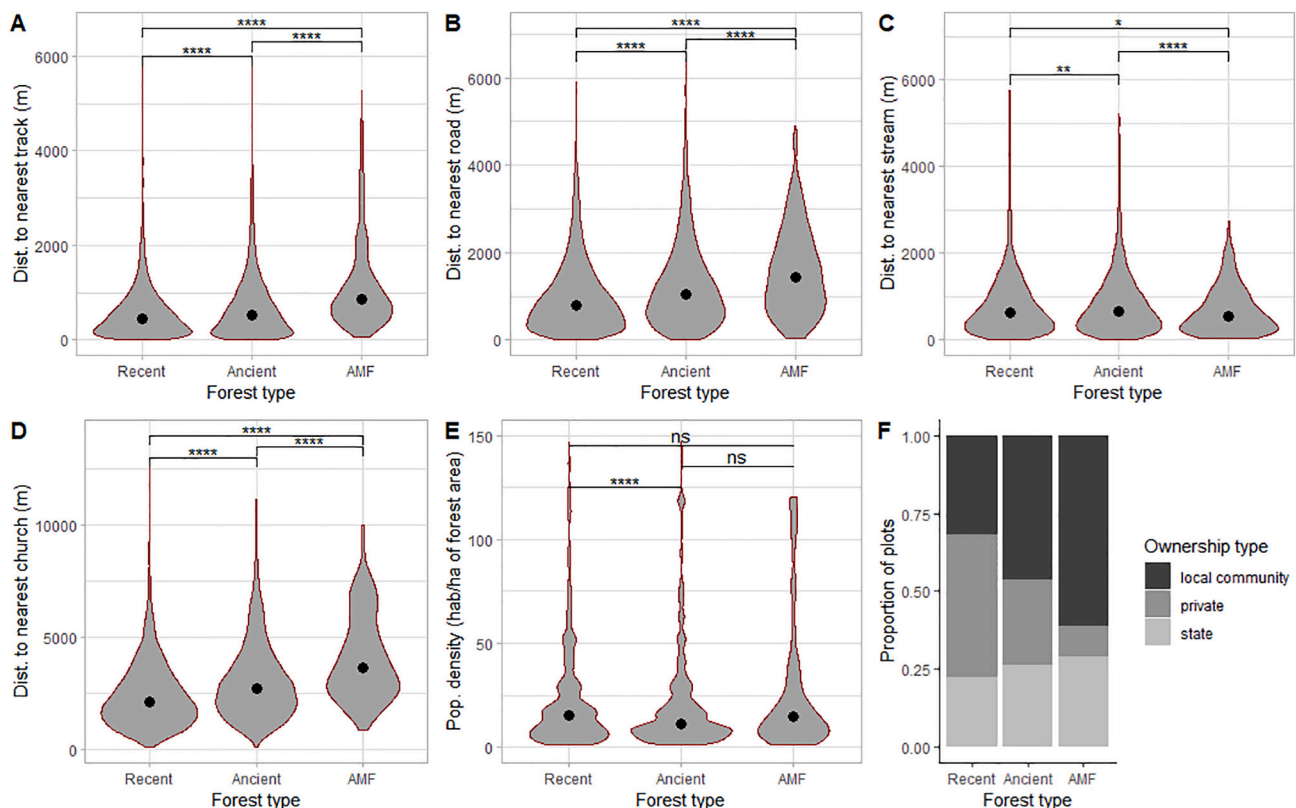 A
Dist. to nearest track (m)
6000
4000
2000
0
****
****
****
Recent
Ancient
AMF
Forest type
B
Dist. to nearest road (m)
6000
4000
2000
0
****
****
****
Recent
Ancient
AMF
Forest type
C
Dist. to nearest stream (m)
6000
4000
2000
0
*
****
**
Recent
Ancient
AMF
Forest type
D
Dist. to nearest church (m)
10000
5000
0
****
****
****
Recent
Ancient
AMF
Forest type
E
Pop. density (hab/ha of forest area)
150
100
50
0
ns
ns
****
Recent
Ancient
AMF
Forest type
F
Proportion of plots
1.00
0.75
0.50
0.25
0.00
Recent
Ancient
AMF
Forest type
Ownership type
local community
private
state